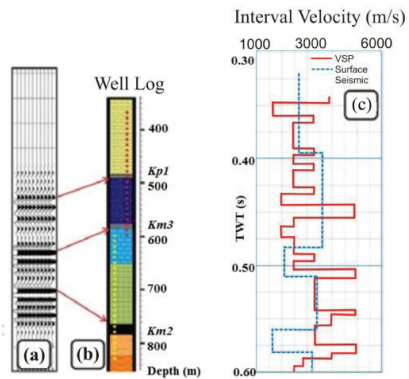 Interval Velocity (m/s)
1000 3000 6000
VSP
Surface
Seismic
(c)
0.30
0.40
0.50
0.60
TWT (s)
Well Log
400
Kp1
500
Km3
600
700
Km2
800
Depth (m)
(a)
(b)